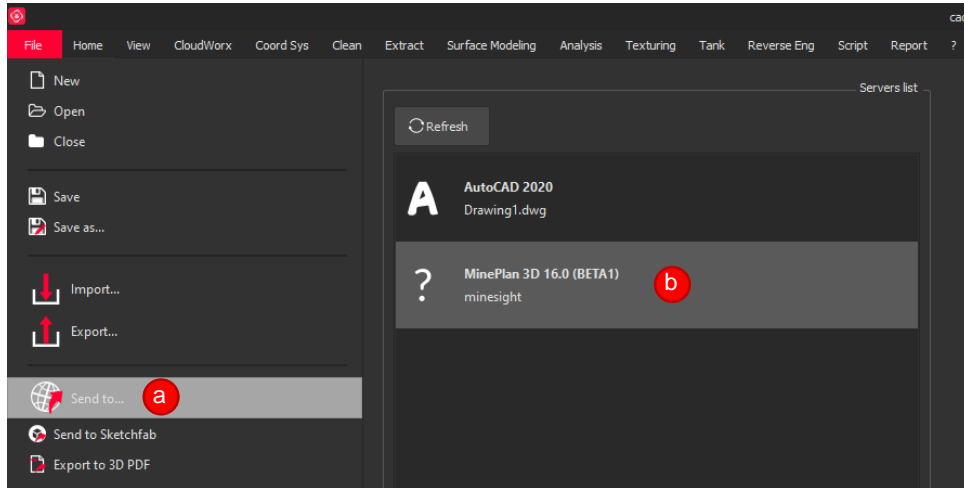 cad
File Home View CloudWorx Coord Sys Clean Extract Surface Modeling Analysis Texturing Tank Reverse Eng Script Report ?
New
Open
Close
Save
Save as...
Import...
Export...
Send to... a
Send to Sketchfab
Export to 3D PDF
Servers list
Refresh
A AutoCAD 2020
Drawing1.dwg
? MinePlan 3D 16.0 (BETA1) b
minesight